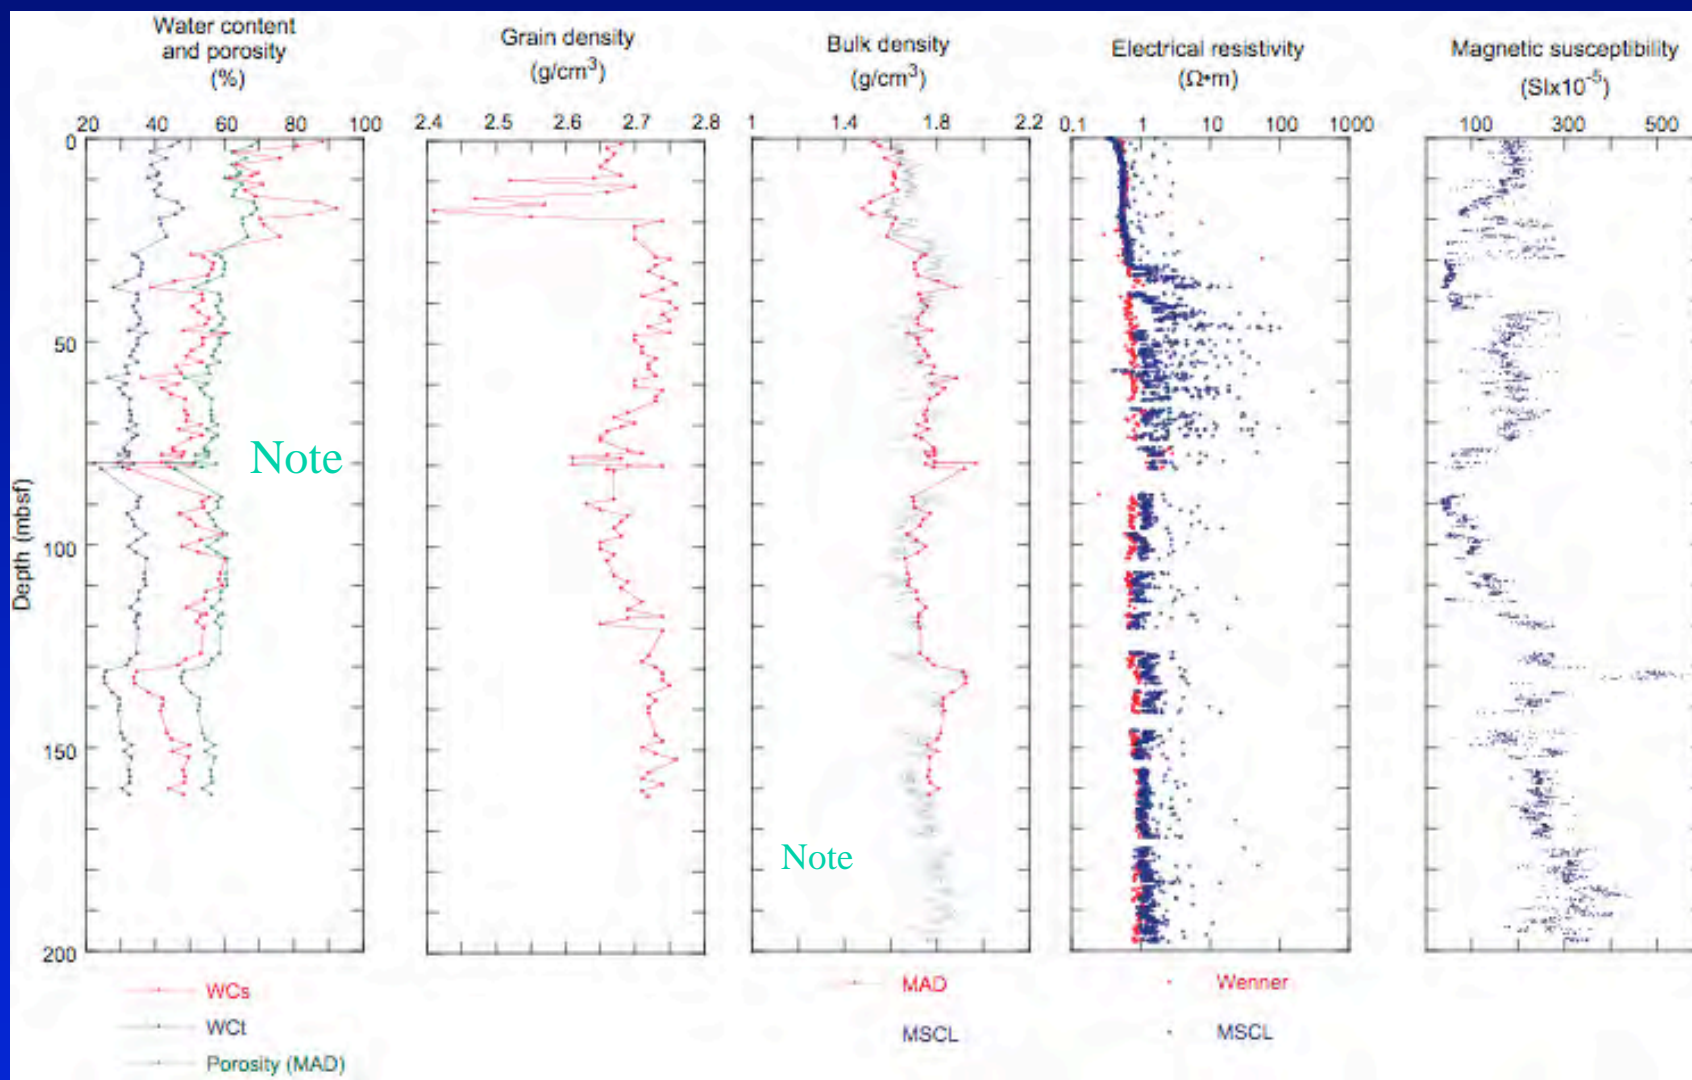 Water content
and porosity
(%)
20 40 60 80 100
Grain density
(g/cm³)
2.4 2.5 2.6 2.7 2.8
Bulk density
(g/cm³)
1 1.4 1.8 2.2
Electrical resistivity
(Ω•m)
0.1 1 10 100 1000
Magnetic susceptibility
(SIx10⁻⁵)
100 300 500
Depth (mbsf)
0
50
100
150
200
Note
Note
WCs
WCt
Porosity (MAD)
MAD
MSCL
Wenner
MSCL